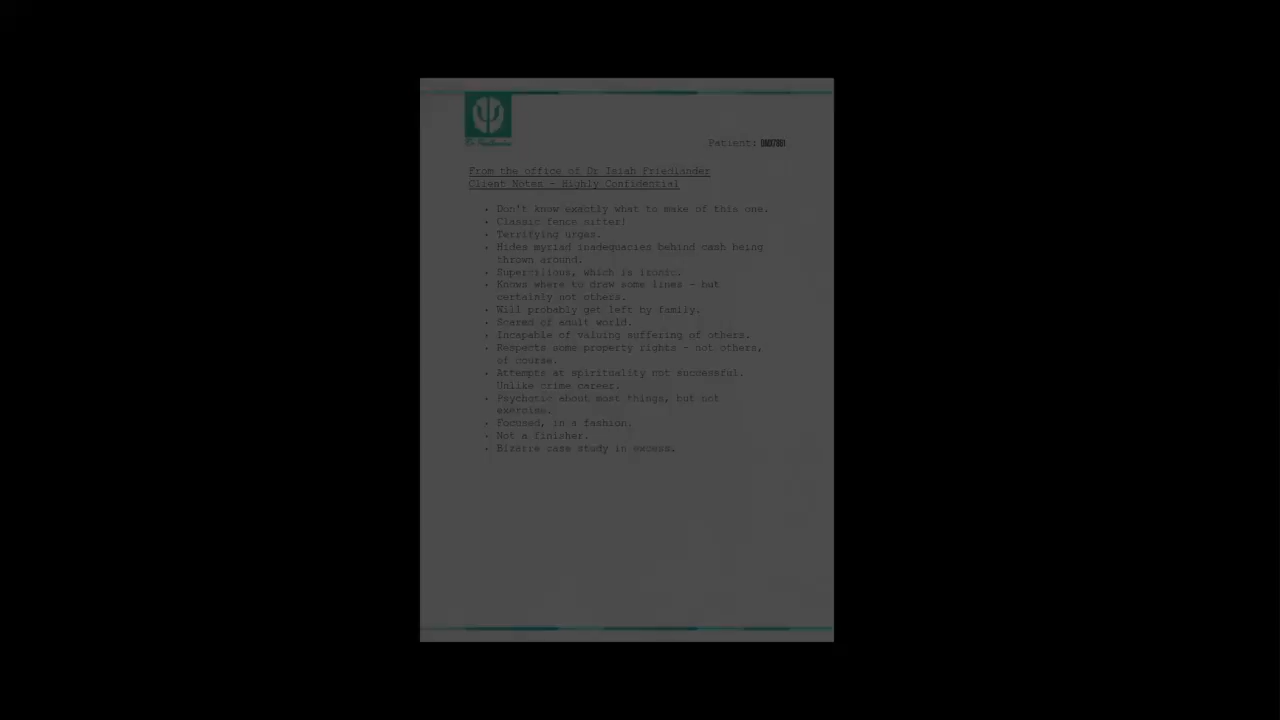 Dr Friedlander
Patient:
From the office of Dr Isiah Friedlander
Client Notes - Highly Confidential
• Don't know exactly what to make of this one.
• Classic fence sitter!
• Terrifying urges.
• Hides myriad inadequacies behind cash being
thrown around.
• Supercilious, which is ironic.
• Knows where to draw some lines - but
certainly not others.
• Will probably get left by family.
• Scared of adult world.
• Incapable of valuing suffering of others.
• Respects some property rights - not others,
of course.
• Attempts at spirituality not successful.
Unlike crime career.
• Psychotic about most things, but not
exercise.
• Focused, in a fashion.
• Not a finisher.
• Bizarre case study in excess.